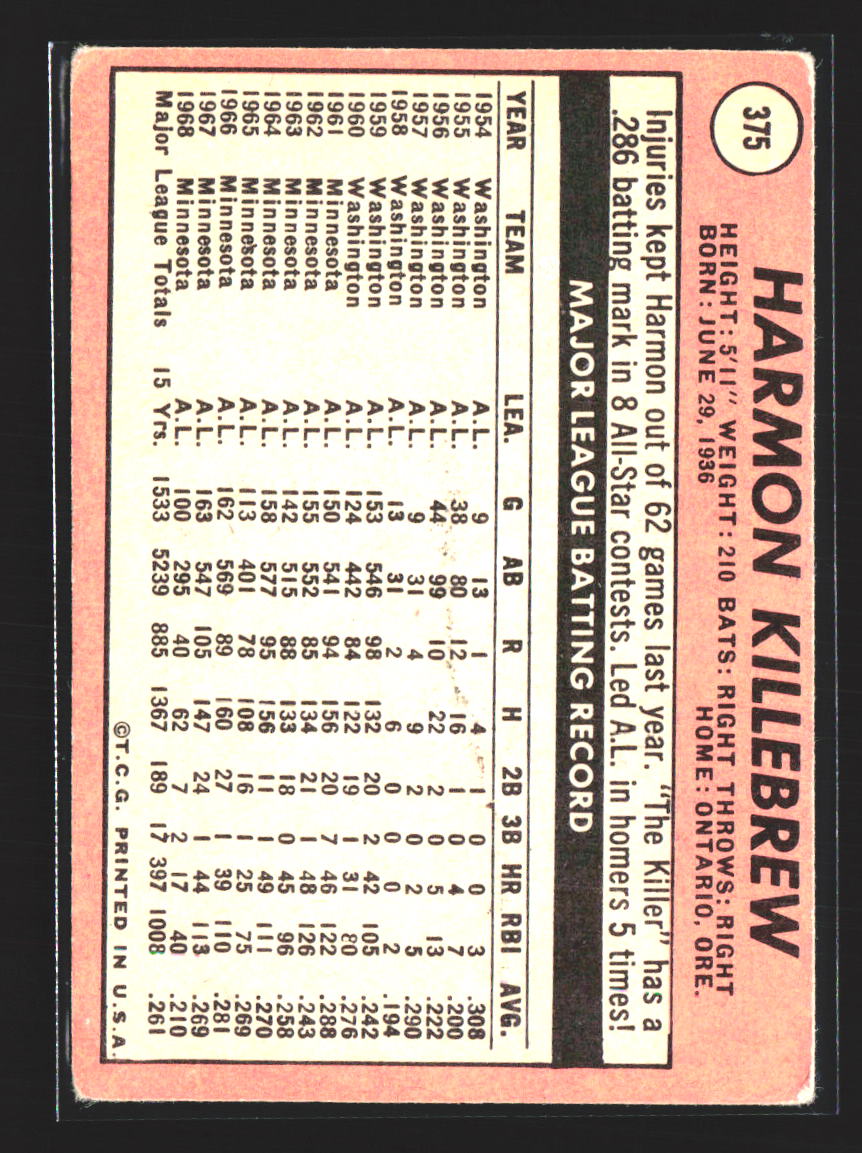 375
HARMON KILLEBREW
HEIGHT: 5'11" WEIGHT: 210 BATS: RIGHT THROWS: RIGHT
BORN: JUNE 29, 1936 HOME: ONTARIO, ORE.
Injuries kept Harmon out of 62 games last year. "The Killer" has a
.286 batting mark in 8 All-Star contests. Led A.L. in homers 5 times!
MAJOR LEAGUE BATTING RECORD
YEAR TEAM LEA. G AB R H 2B 3B HR RBI AVG.
1954 Washington A.L. 9 13 1 4 1 0 0 3 .308
1955 Washington A.L. 38 80 12 16 1 0 4 7 .200
1956 Washington A.L. 44 99 10 22 2 0 5 13 .222
1957 Washington A.L. 9 31 4 9 2 0 2 5 .290
1958 Washington A.L. 13 31 2 6 0 0 0 2 .194
1959 Washington A.L. 153 546 98 132 20 2 42 105 .242
1960 Washington A.L. 124 442 84 122 19 1 31 80 .276
1961 Minnesota A.L. 150 541 94 156 20 7 46 122 .288
1962 Minnesota A.L. 155 552 85 134 21 1 48 126 .243
1963 Minnesota A.L. 142 515 88 133 18 0 45 96 .258
1964 Minnesota A.L. 158 577 95 156 11 1 49 111 .270
1965 Minnesota A.L. 113 401 78 108 16 1 25 75 .269
1966 Minnesota A.L. 162 569 89 160 27 1 39 110 .281
1967 Minnesota A.L. 163 547 105 147 24 1 44 113 .269
1968 Minnesota A.L. 100 295 40 62 7 2 17 40 .210
Major League Totals 15 Yrs. 1533 5239 885 1367 189 17 397 1008 .261
©T.C.G. PRINTED IN U.S.A.